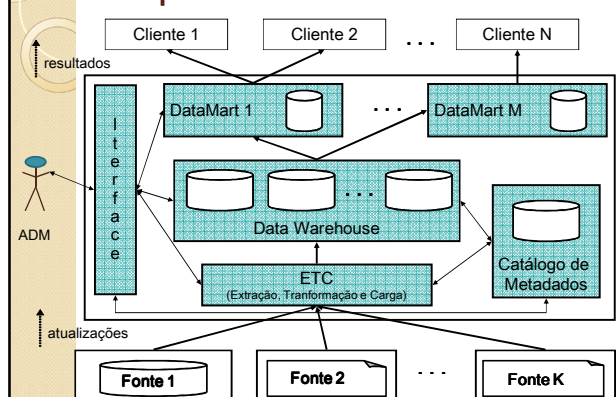 Cliente 1
Cliente 2
. . .
Cliente N
resultados
DataMart 1
. . .
DataMart M
Iterface
ADM
. . .
Data Warehouse
Catálogo de
Metadados
ETC
(Extração, Tranformação e Carga)
atualizações
Fonte 1
Fonte 2
. . .
Fonte K